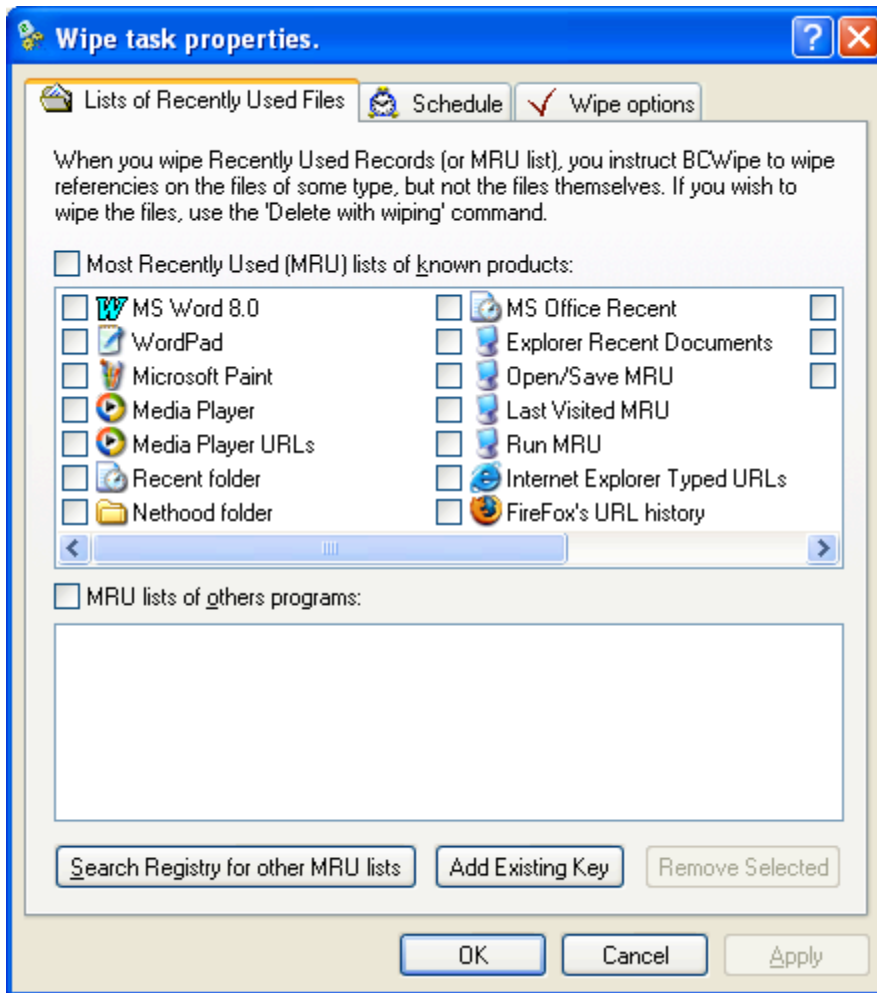 Wipe task properties.
Lists of Recently Used Files
Schedule
Wipe options
When you wipe Recently Used Records (or MRU list), you instruct BCWipe to wipe
referencies on the files of some type, but not the files themselves. If you wish to
wipe the files, use the 'Delete with wiping' command.
Most Recently Used (MRU) lists of known products:
MS Word 8.0
WordPad
Microsoft Paint
Media Player
Media Player URLs
Recent folder
Nethood folder
MS Office Recent
Explorer Recent Documents
Open/Save MRU
Last Visited MRU
Run MRU
Internet Explorer Typed URLs
FireFox's URL history
MRU lists of others programs:
Search Registry for other MRU lists
Add Existing Key
Remove Selected
OK
Cancel
Apply